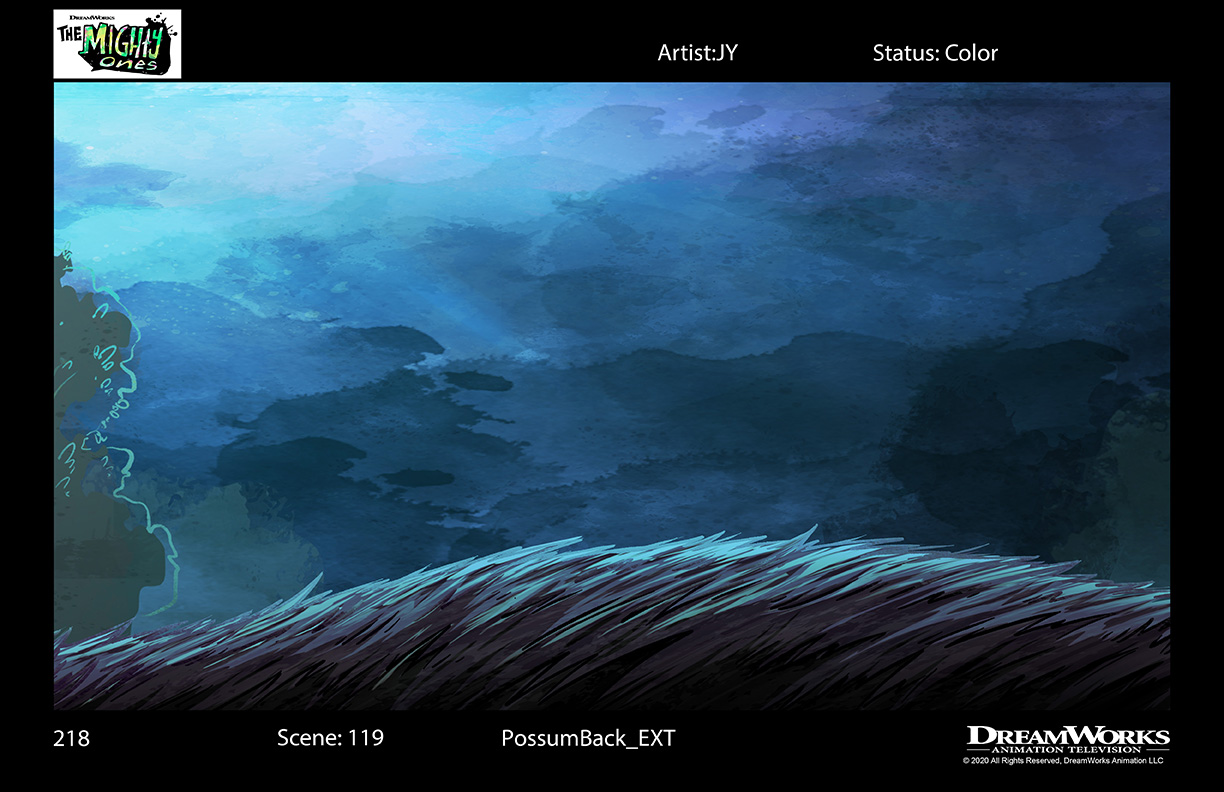 DREAMWORKS
THE MIGHTY
ONES
Artist:JY
Status: Color
218
Scene: 119
PossumBack_EXT
DREAMWORKS
ANIMATION TELEVISION
© 2020 All Rights Reserved, DreamWorks Animation LLC